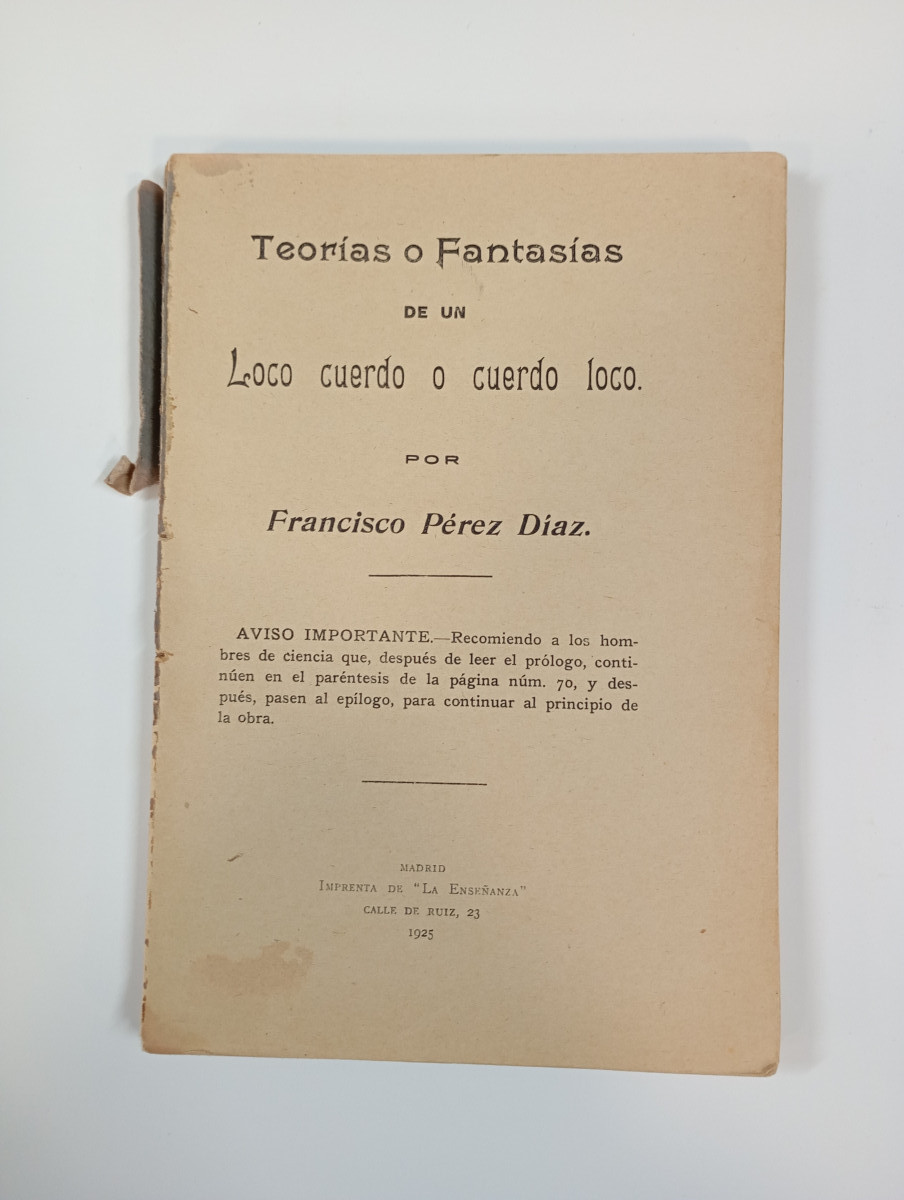 Teorías o Fantasías
DE UN
Loco cuerdo o cuerdo loco.
POR
Francisco Pérez Díaz.
AVISO IMPORTANTE.—Recomiendo a los hom-
bres de ciencia que, después de leer el prólogo, conti-
núen en el paréntesis de la página núm. 70, y des-
pués, pasen al epílogo, para continuar al principio de
la obra.
MADRID
IMPRENTA DE "LA ENSEÑANZA"
CALLE DE RUIZ, 23
1925